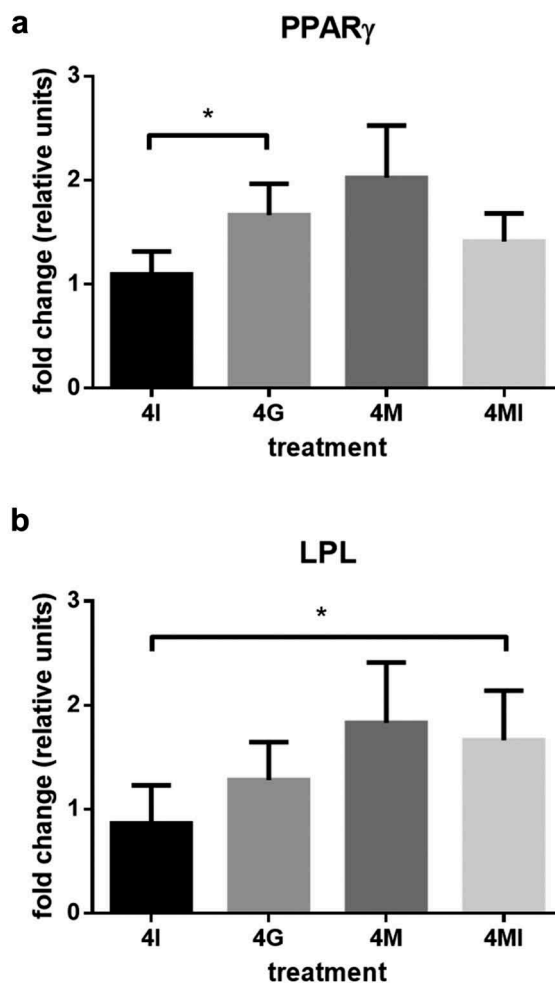 a
PPARγ
fold change (relative units)
3
2
1
0
*
4I 4G 4M 4MI
treatment
b
LPL
fold change (relative units)
3
2
1
0
*
4I 4G 4M 4MI
treatment